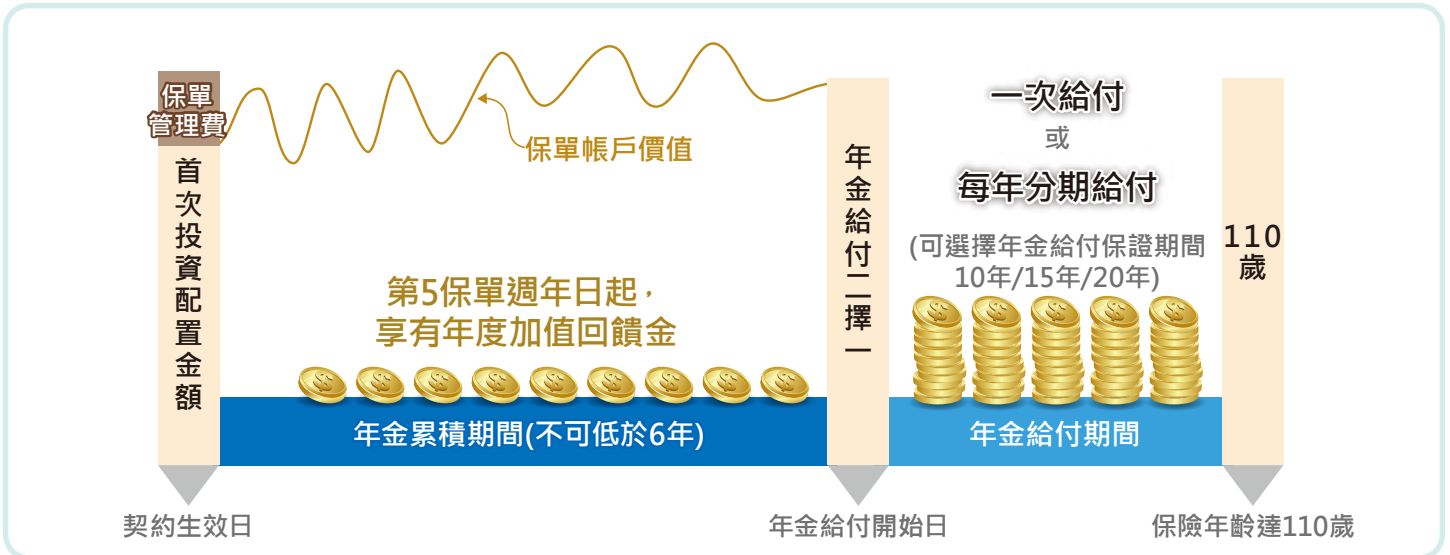 保單
管理費
首次投資配置金額
保單帳戶價值
第5保單週年日起，
享有年度加值回饋金
年金累積期間(不可低於6年)
年金給付二擇一
一次給付
或
每年分期給付
(可選擇年金給付保證期間
10年/15年/20年)
年金給付期間
110
歲
契約生效日
年金給付開始日
保險年齡達110歲